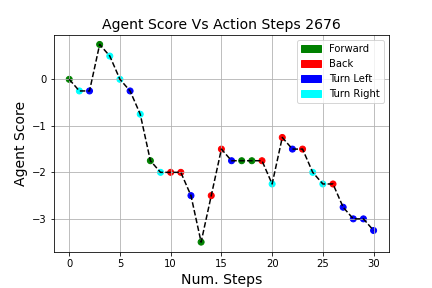 Agent Score Vs Action Steps 2676
Forward
Back
Turn Left
Turn Right
Agent Score
0
−1
−2
−3
0 5 10 15 20 25 30
Num. Steps